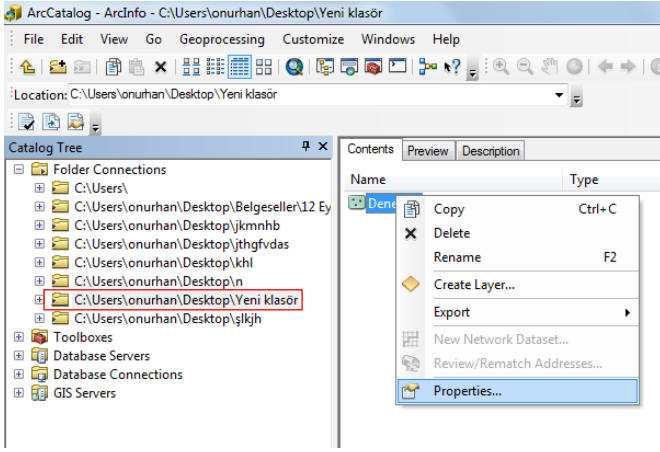 ArcCatalog - ArcInfo - C:\Users\onurhan\Desktop\Yeni klasör
File Edit View Go Geoprocessing Customize Windows Help
Location: C:\Users\onurhan\Desktop\Yeni klasör
Catalog Tree
Folder Connections
C:\Users\
C:\Users\onurhan\Desktop\Belgeseller\12 Ey
C:\Users\onurhan\Desktop\jkmnhb
C:\Users\onurhan\Desktop\jthgfvdas
C:\Users\onurhan\Desktop\khl
C:\Users\onurhan\Desktop\n
C:\Users\onurhan\Desktop\Yeni klasör
C:\Users\onurhan\Desktop\şlkjh
Toolboxes
Database Servers
Database Connections
GIS Servers
Contents Preview Description
Name Type
Dene
Copy Ctrl+C
Delete
Rename F2
Create Layer...
Export
New Network Dataset...
Review/Rematch Addresses...
Properties...